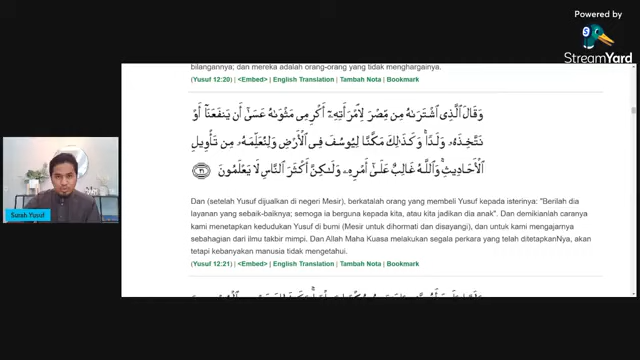 Powered by
StreamYard
bilangannya; dan mereka adalah orang-orang yang tidak menghargainya.
(Yusuf 12:20) | <Embed> | English Translation | Tambah Nota | Bookmark
وَقَالَ ٱلَّذِى ٱشْتَرَىٰهُ مِن مِّصْرَ لِٱمْرَأَتِهِۦٓ أَكْرِمِى مَثْوَىٰهُ عَسَىٰٓ أَن يَنفَعَنَآ أَوْ
نَتَّخِذَهُۥ وَلَدًا ۚ وَكَذَٰلِكَ مَكَّنَّا لِيُوسُفَ فِى ٱلْأَرْضِ وَلِنُعَلِّمَهُۥ مِن تَأْوِيلِ
ٱلْأَحَادِيثِ ۚ وَٱللَّهُ غَالِبٌ عَلَىٰٓ أَمْرِهِۦ وَلَٰكِنَّ أَكْثَرَ ٱلنَّاسِ لَا يَعْلَمُونَ ٢١
Dan (setelah Yusuf dijualkan di negeri Mesir), berkatalah orang yang membeli Yusuf kepada isterinya: "Berilah dia
layanan yang sebaik-baiknya; semoga ia berguna kepada kita, atau kita jadikan dia anak". Dan demikianlah caranya
kami menetapkan kedudukan Yusuf di bumi (Mesir untuk dihormati dan disayangi), dan untuk kami mengajarnya
sebahagian dari ilmu takbir mimpi. Dan Allah Maha Kuasa melakukan segala perkara yang telah ditetapkanNya, akan
tetapi kebanyakan manusia tidak mengetahui.
(Yusuf 12:21) | <Embed> | English Translation | Tambah Nota | Bookmark
Surah Yusuf